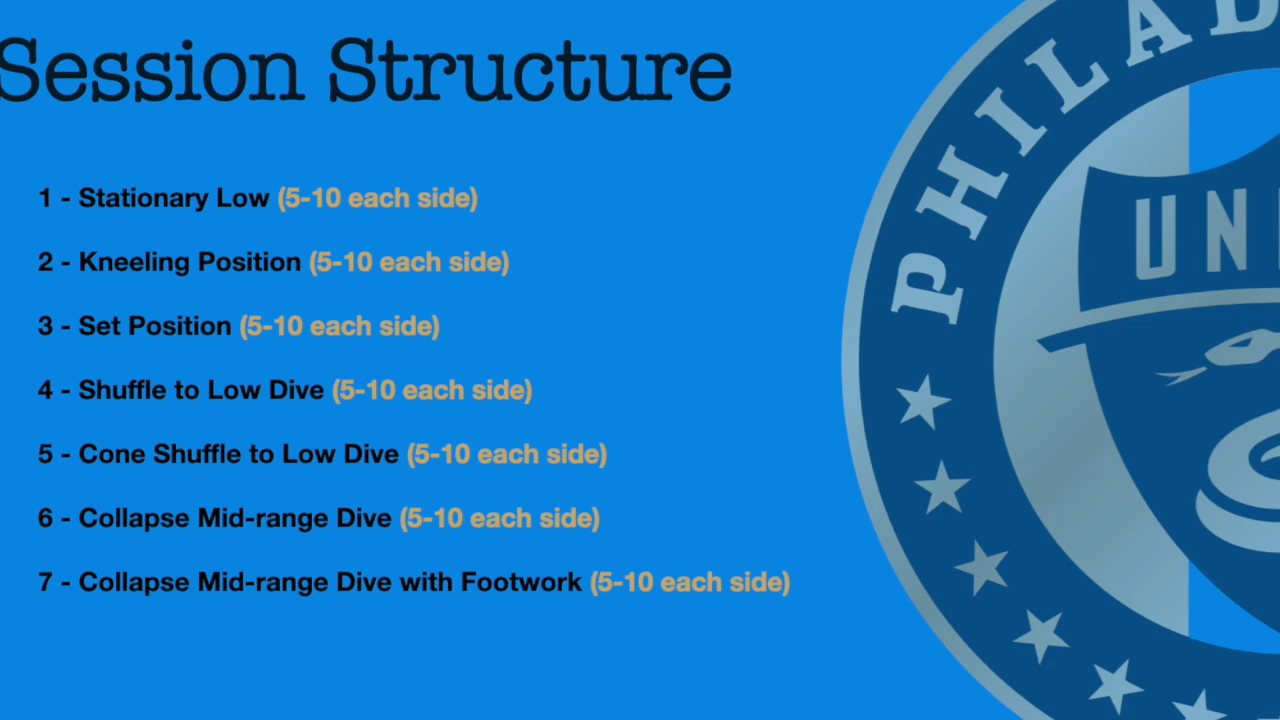 Session Structure
1 - Stationary Low (5-10 each side)
2 - Kneeling Position (5-10 each side)
3 - Set Position (5-10 each side)
4 - Shuffle to Low Dive (5-10 each side)
5 - Cone Shuffle to Low Dive (5-10 each side)
6 - Collapse Mid-range Dive (5-10 each side)
7 - Collapse Mid-range Dive with Footwork (5-10 each side)
PHILAD
UNI